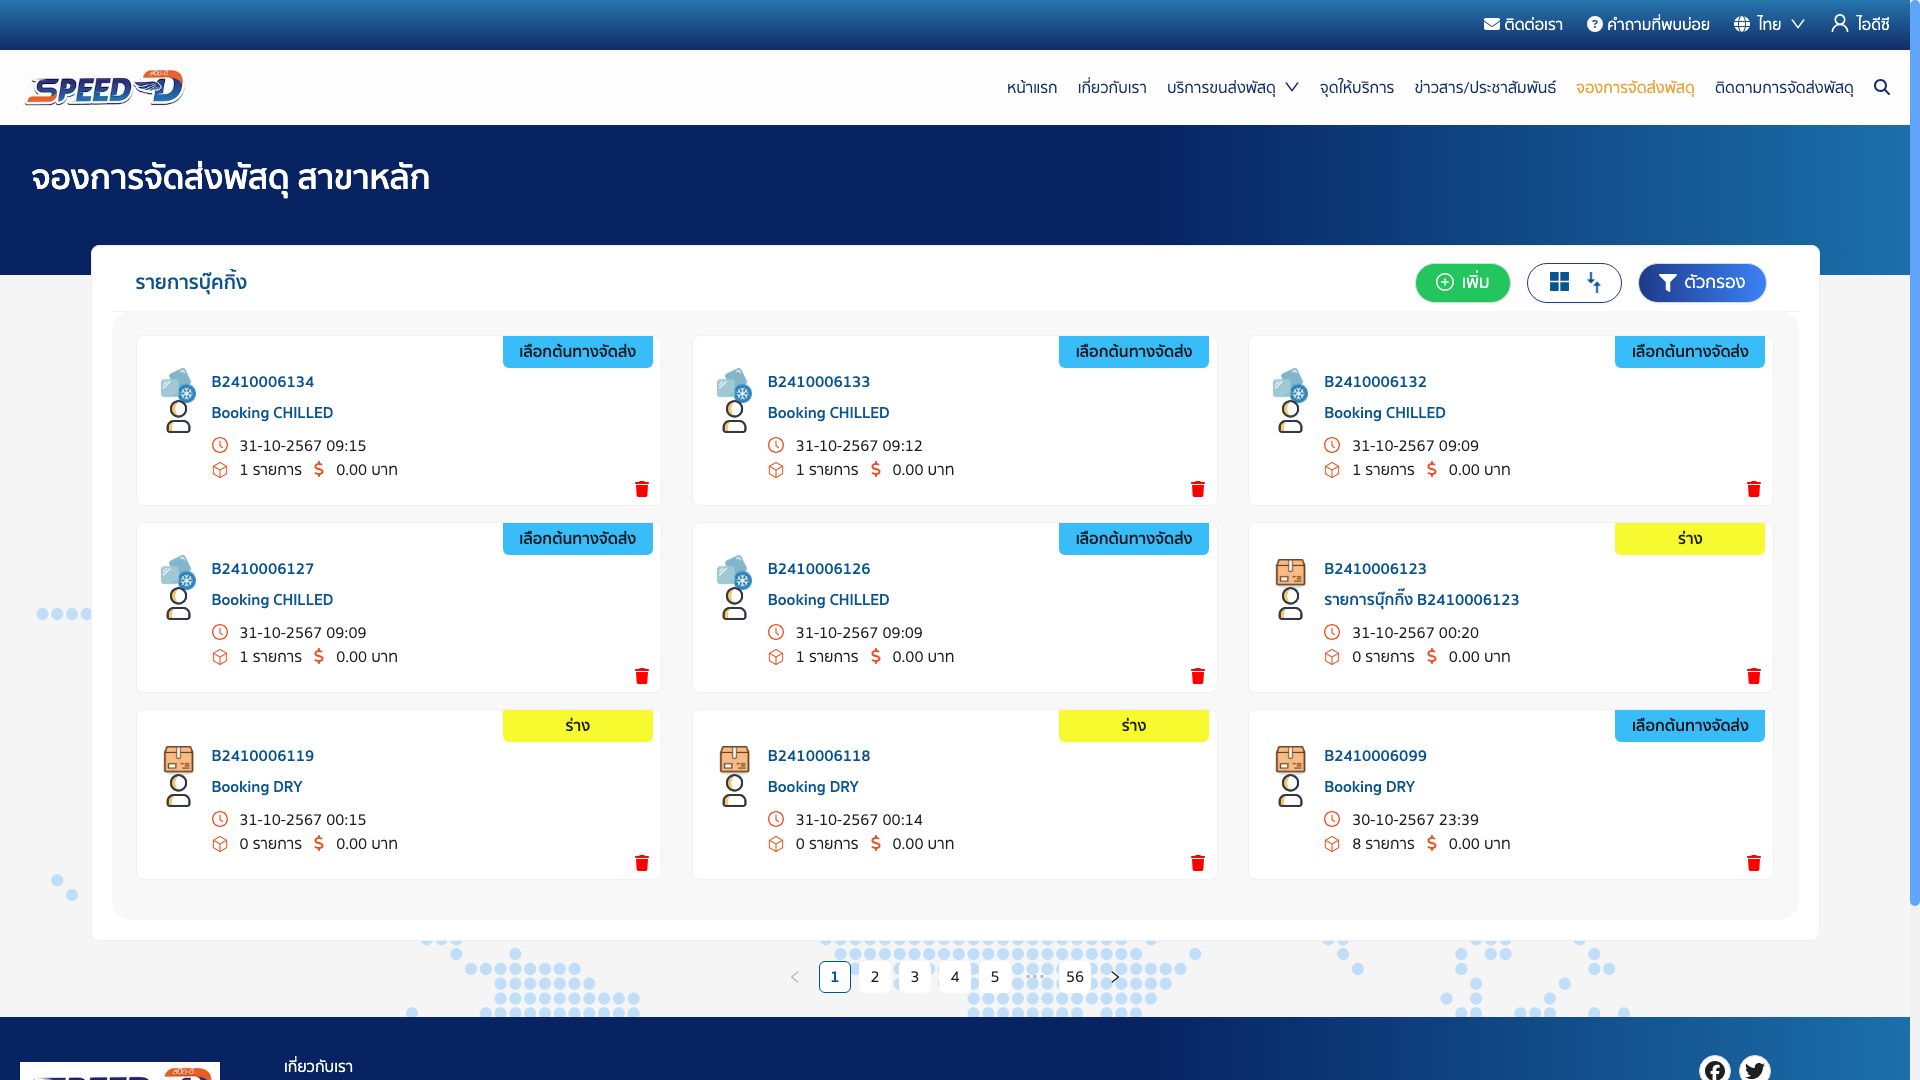 ติดต่อเรา คำถามที่พบบ่อย ไทย ไอดีซี
SPEED-D
หน้าแรก เกี่ยวกับเรา บริการขนส่งพัสดุ จุดให้บริการ ข่าวสาร/ประชาสัมพันธ์ จองการจัดส่งพัสดุ ติดตามการจัดส่งพัสดุ
จองการจัดส่งพัสดุ สาขาหลัก
รายการบุ๊คกิ้ง เพิ่ม ตัวกรอง
เลือกต้นทางจัดส่ง
B2410006134
Booking CHILLED
31-10-2567 09:15
1 รายการ $ 0.00 บาท
เลือกต้นทางจัดส่ง
B2410006133
Booking CHILLED
31-10-2567 09:12
1 รายการ $ 0.00 บาท
เลือกต้นทางจัดส่ง
B2410006132
Booking CHILLED
31-10-2567 09:09
1 รายการ $ 0.00 บาท
เลือกต้นทางจัดส่ง
B2410006127
Booking CHILLED
31-10-2567 09:09
1 รายการ $ 0.00 บาท
เลือกต้นทางจัดส่ง
B2410006126
Booking CHILLED
31-10-2567 09:09
1 รายการ $ 0.00 บาท
ร่าง
B2410006123
รายการบุ๊กกิ๊ง B2410006123
31-10-2567 00:20
0 รายการ $ 0.00 บาท
ร่าง
B2410006119
Booking DRY
31-10-2567 00:15
0 รายการ $ 0.00 บาท
ร่าง
B2410006118
Booking DRY
31-10-2567 00:14
0 รายการ $ 0.00 บาท
เลือกต้นทางจัดส่ง
B2410006099
Booking DRY
30-10-2567 23:39
8 รายการ $ 0.00 บาท
1 2 3 4 5 ••• 56
เกี่ยวกับเรา